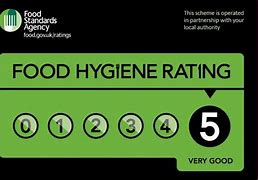 Food
Standards
Agency
food.gov.uk/ratings
This scheme is operated
in partnership with your
local authority
FOOD HYGIENE RATING
0 1 2 3 4 5
VERY GOOD